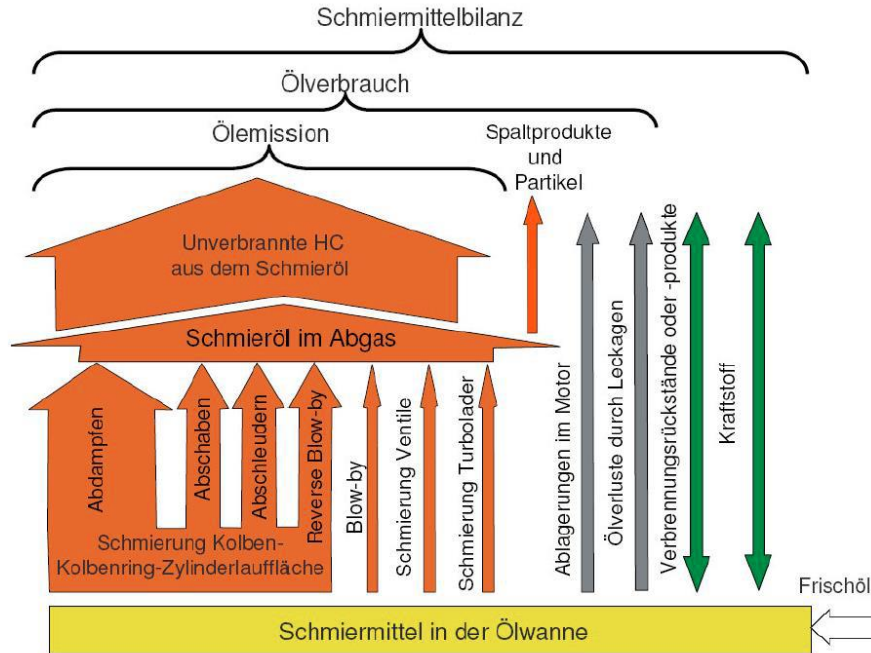 Schmiermittelbilanz
Ölverbrauch
Ölemission
Spaltprodukte
und
Partikel
Unverbrannte HC
aus dem Schmieröl
Schmieröl im Abgas
Abdampfen
Abschaben
Abschleudern
Reverse Blow-by
Blow-by
Schmierung Ventile
Schmierung Turbolader
Ablagerungen im Motor
Ölverluste durch Leckagen
Verbrennungsrückstände oder -produkte
Kraftstoff
Schmierung Kolben-
Kolbenring-Zylinderlauffläche
Frischöl
Schmiermittel in der Ölwanne